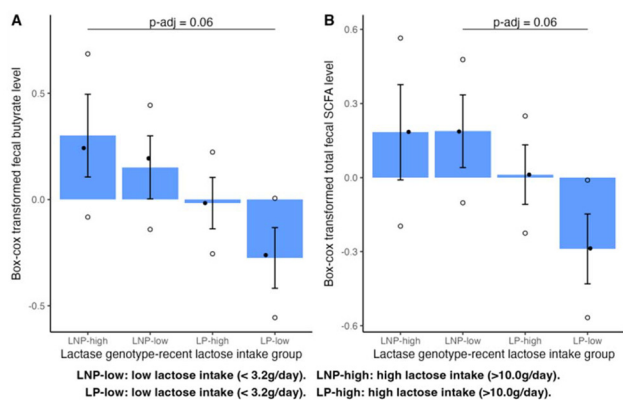 A
B
p-adj = 0.06
p-adj = 0.06
Box-cox transformed fecal butyrate level
0.5
0.0
-0.5
LNP-high LNP-low LP-high LP-low
Lactase genotype-recent lactose intake group
Box-cox transformed total fecal SCFA level
0.6
0.3
0.0
-0.3
-0.6
LNP-high LNP-low LP-high LP-low
Lactase genotype-recent lactose intake group
LNP-low: low lactose intake (< 3.2g/day). LNP-high: high lactose intake (>10.0g/day).
LP-low: low lactose intake (< 3.2g/day). LP-high: high lactose intake (>10.0g/day).